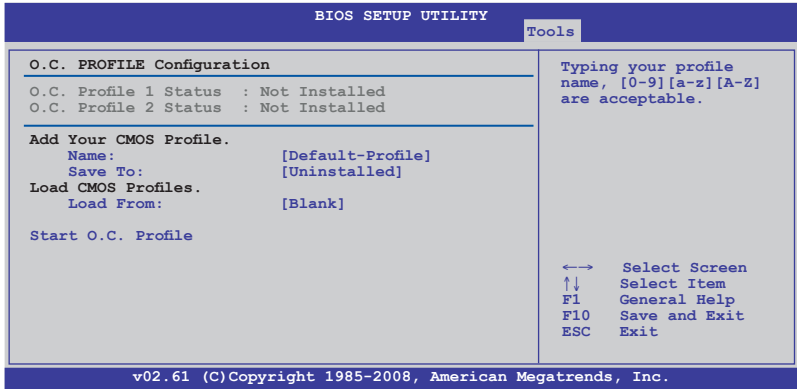 BIOS SETUP UTILITY
Tools
O.C. PROFILE Configuration
O.C. Profile 1 Status : Not Installed
O.C. Profile 2 Status : Not Installed
Add Your CMOS Profile.
Name: [Default-Profile]
Save To: [Uninstalled]
Load CMOS Profiles.
Load From: [Blank]
Start O.C. Profile
Typing your profile
name, [0-9][a-z][A-Z]
are acceptable.
←→ Select Screen
↑↓ Select Item
F1 General Help
F10 Save and Exit
ESC Exit
v02.61 (C)Copyright 1985-2008, American Megatrends, Inc.